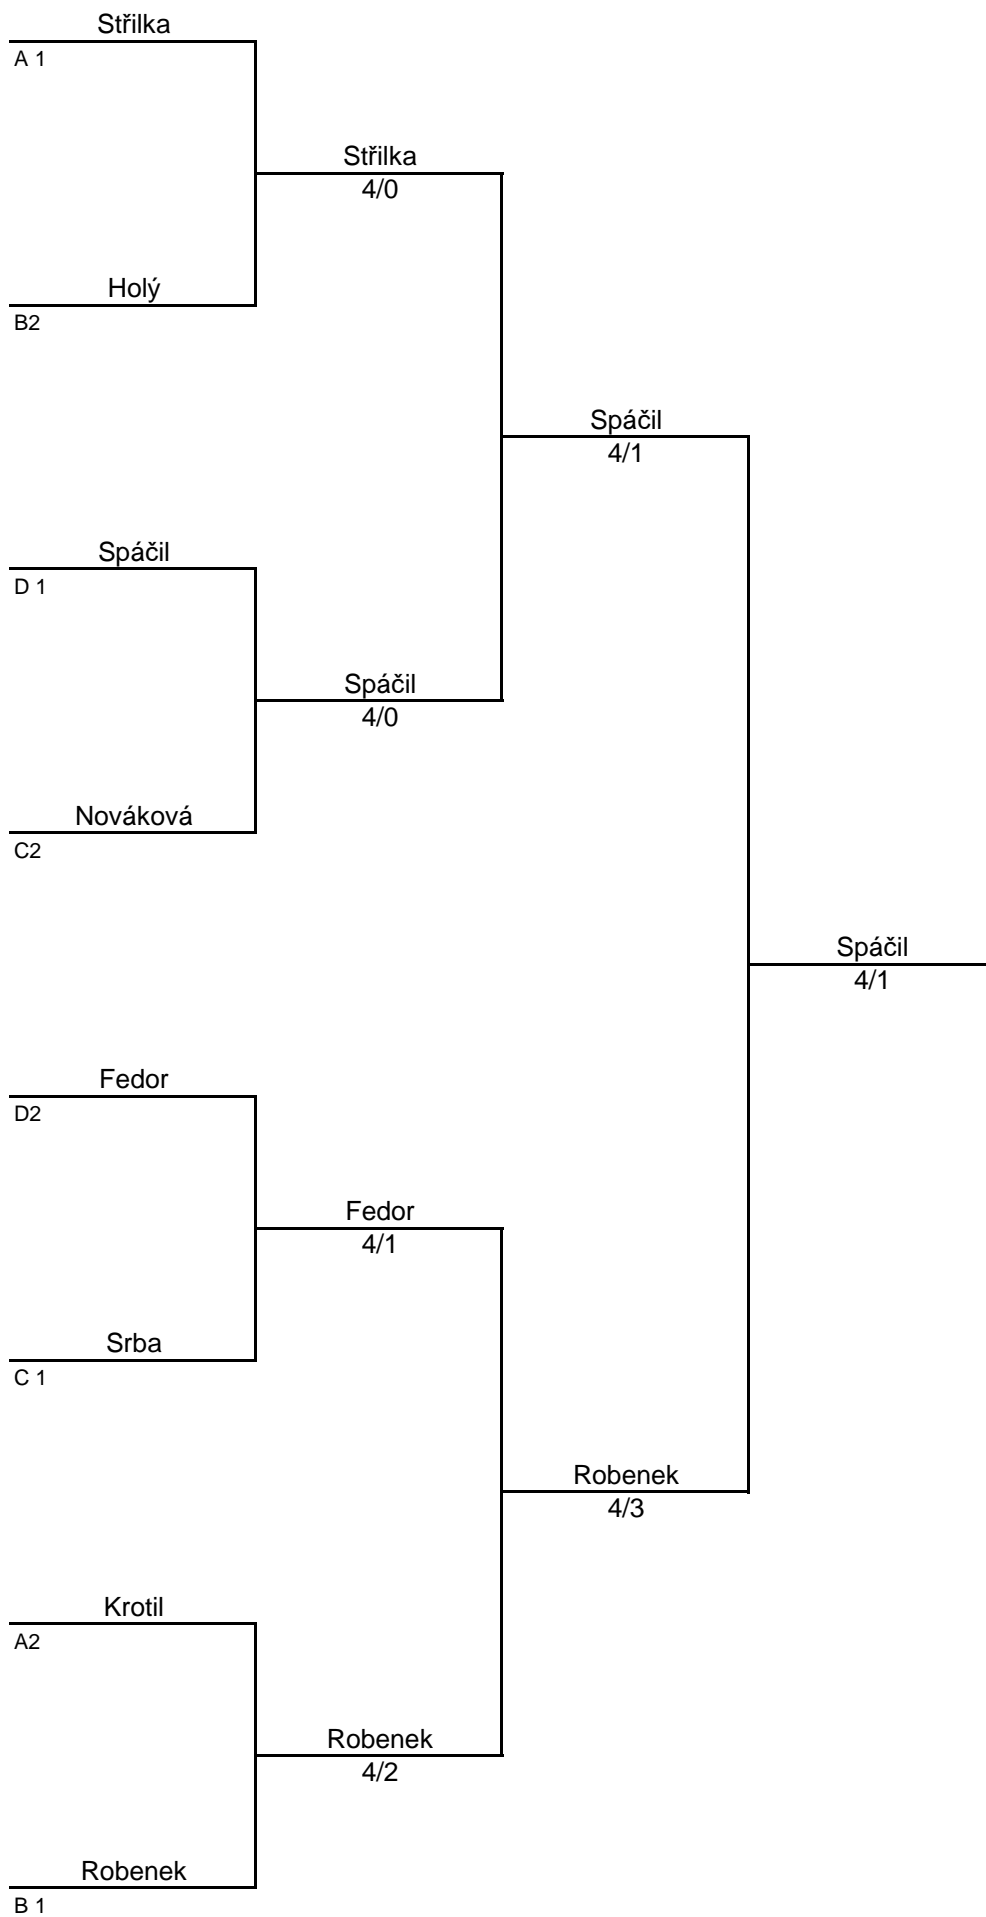 Střilka
A 1
Střilka
4/0
Holý
B2
Spáčil
4/1
Spáčil
D 1
Spáčil
4/0
Nováková
C2
Spáčil
4/1
Fedor
D2
Fedor
4/1
Srba
C 1
Robenek
4/3
Krotil
A2
Robenek
4/2
Robenek
B 1